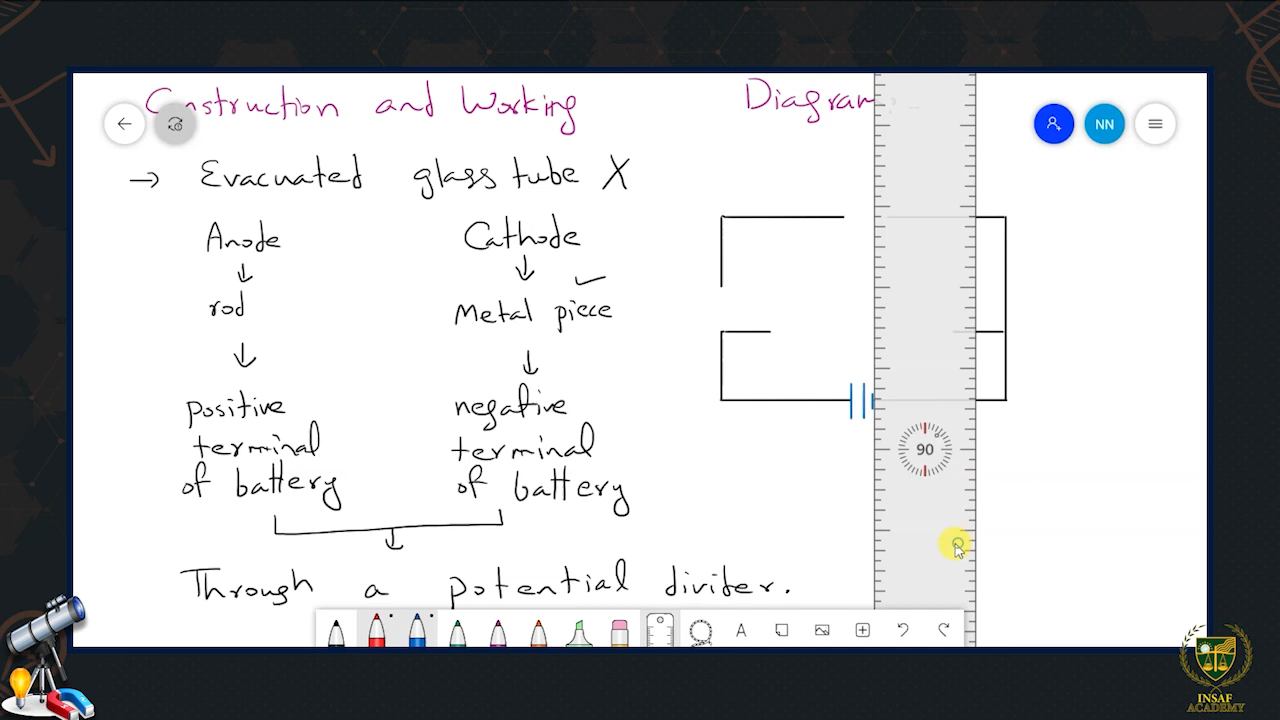 Construction and Working
Diagram
→ Evacuated glass tube X
Anode
Cathode
rod
Metal piece
positive
terminal
of battery
negative
terminal
of battery
Through a potential divider.
NN
90
A
INSAF
ACADEMY